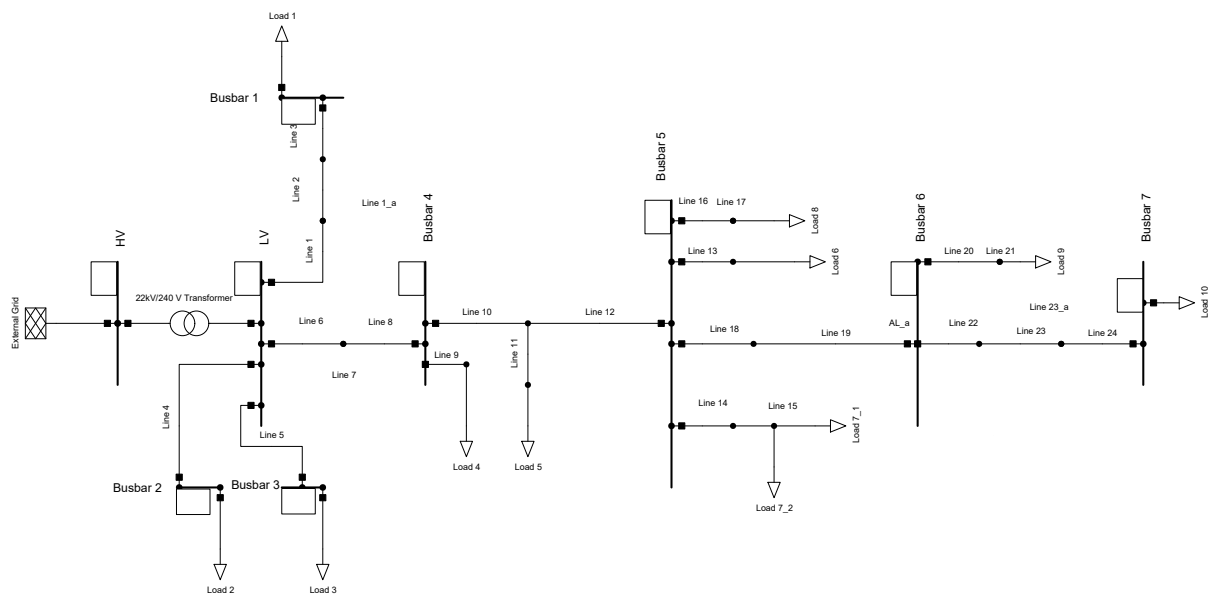 Load 1
Busbar 1
Line 3
Line 2
Line 1_a
Line 1
HV
LV
Busbar 4
Busbar 5
Busbar 6
Busbar 7
External Grid
22kV/240 V Transformer
Line 6
Line 8
Line 7
Line 9
Line 10
Line 11
Line 12
Line 16
Line 17
Load 8
Line 13
Load 6
Line 18
Line 19
Line 14
Line 15
Load 7_1
Load 7_2
Line 20
Line 21
Load 9
AL_a
Line 22
Line 23_a
Line 23
Line 24
Load 10
Line 4
Line 5
Load 4
Load 5
Busbar 2
Busbar 3
Load 2
Load 3